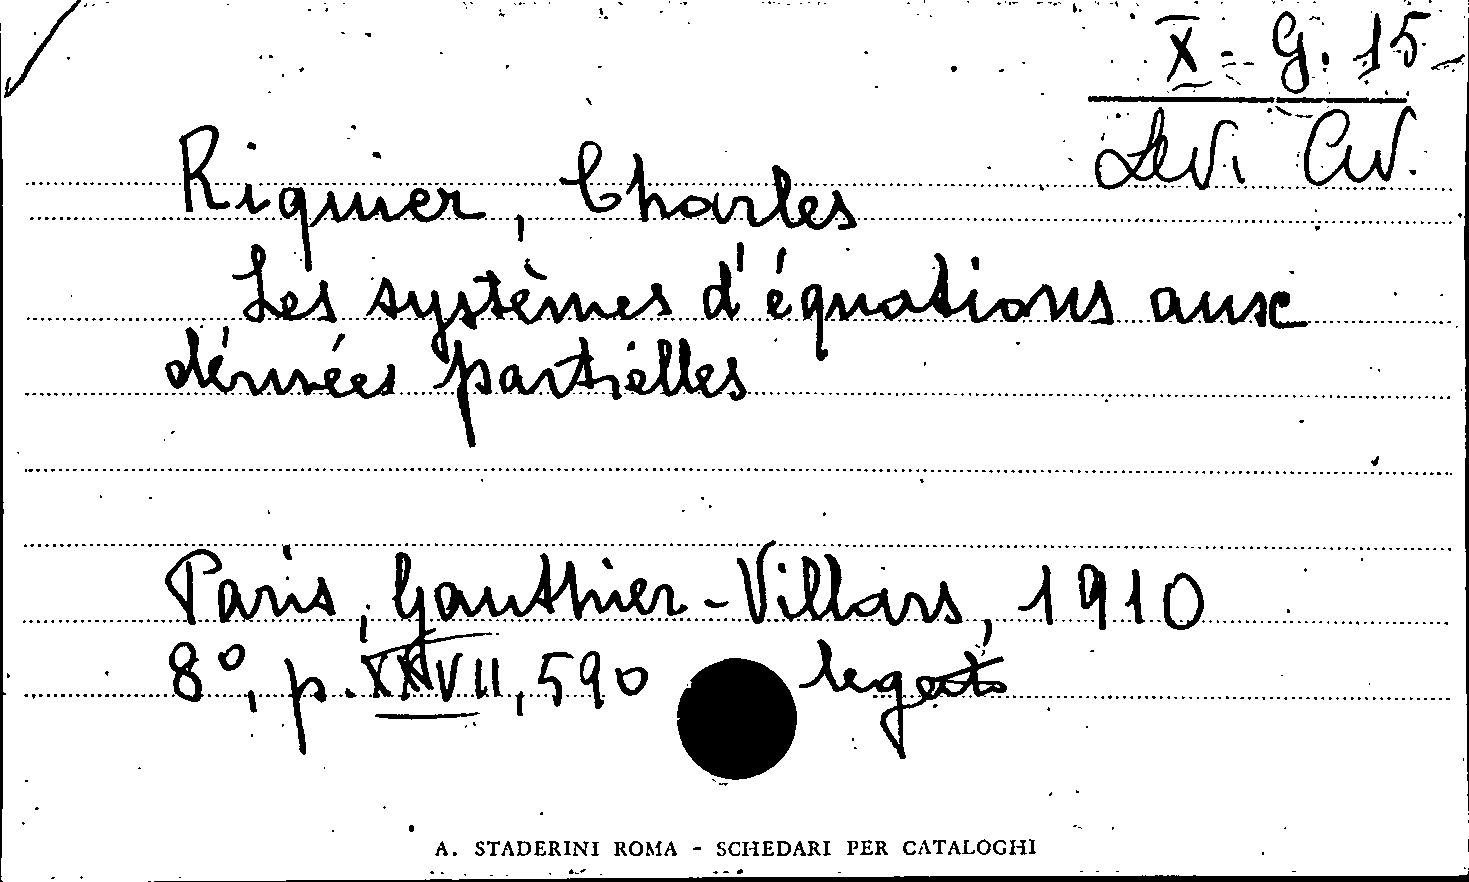 X - G. 15
Levi Civ.
Riquier, Charles
Les systèmes d'équations aux
dérivées partielles
Paris, Gauthier-Villars, 1910
8º, p. XXVII, 590 legato
A. STADERINI ROMA - SCHEDARI PER CATALOGHI